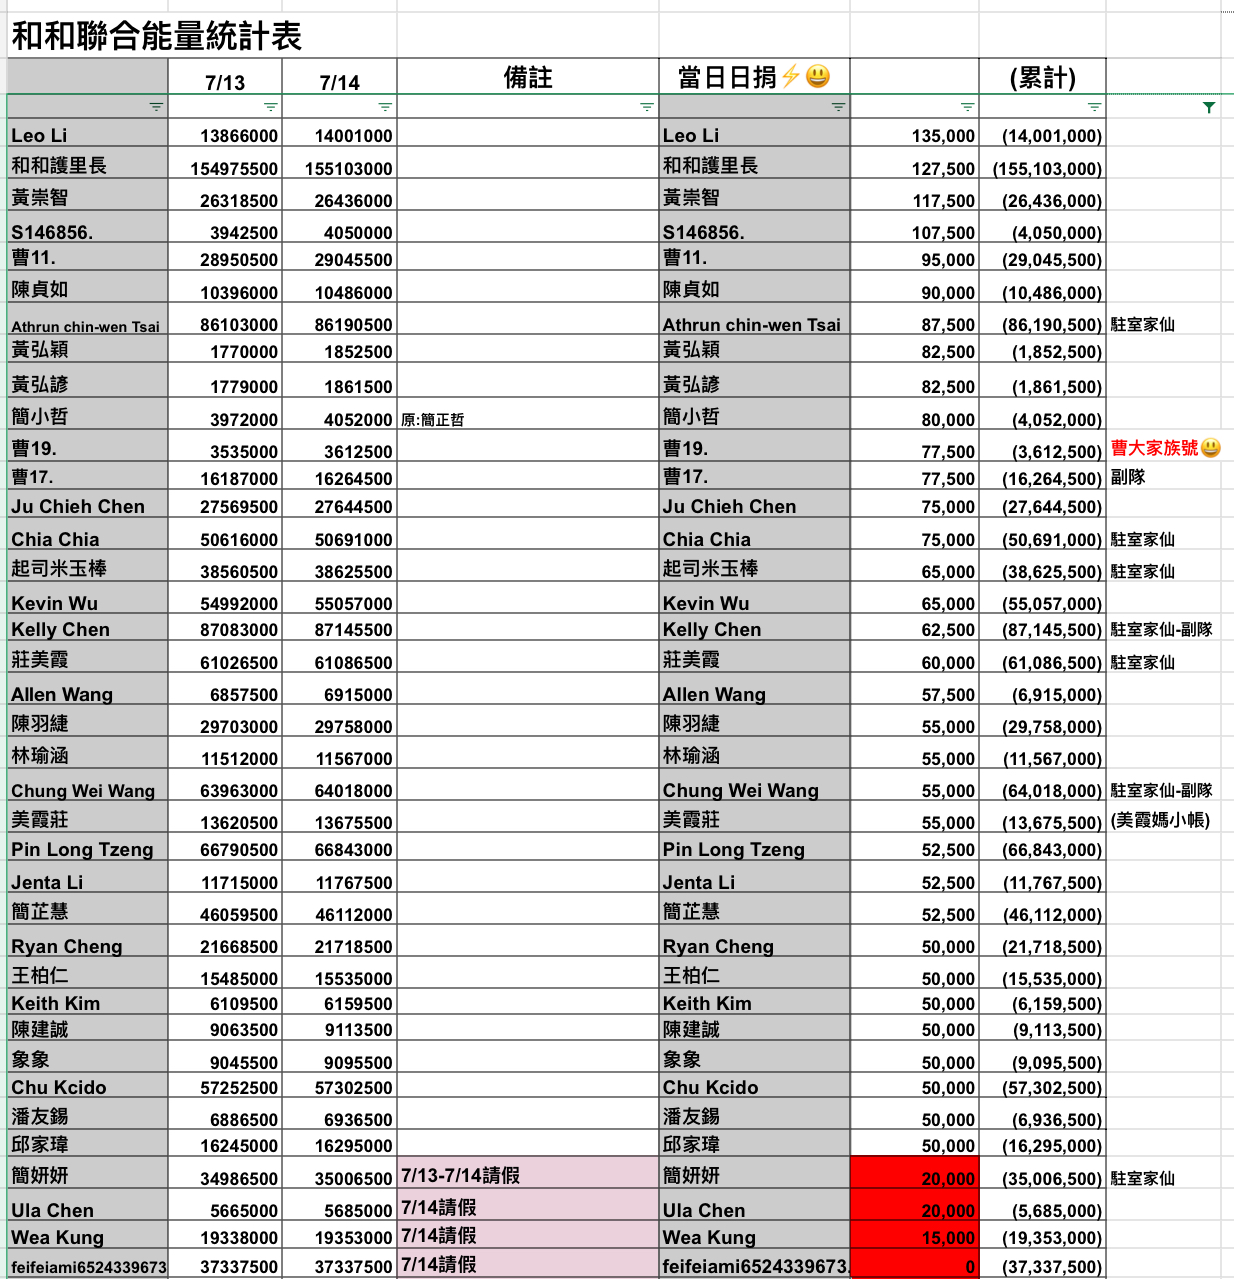 和和聯合能量統計表
7/13 7/14 備註 當日日捐⚡😃 (累計)
Leo Li 13866000 14001000 Leo Li 135,000 (14,001,000)
和和護里長 154975500 155103000 和和護里長 127,500 (155,103,000)
黃崇智 26318500 26436000 黃崇智 117,500 (26,436,000)
S146856. 3942500 4050000 S146856. 107,500 (4,050,000)
曹11. 28950500 29045500 曹11. 95,000 (29,045,500)
陳貞如 10396000 10486000 陳貞如 90,000 (10,486,000)
Athrun chin-wen Tsai 86103000 86190500 Athrun chin-wen Tsai 87,500 (86,190,500) 駐室家仙
黃弘穎 1770000 1852500 黃弘穎 82,500 (1,852,500)
黃弘諺 1779000 1861500 黃弘諺 82,500 (1,861,500)
簡小哲 3972000 4052000 原:簡正哲 簡小哲 80,000 (4,052,000)
曹19. 3535000 3612500 曹19. 77,500 (3,612,500) 曹大家族號😃
曹17. 16187000 16264500 曹17. 77,500 (16,264,500) 副隊
Ju Chieh Chen 27569500 27644500 Ju Chieh Chen 75,000 (27,644,500)
Chia Chia 50616000 50691000 Chia Chia 75,000 (50,691,000) 駐室家仙
起司米玉棒 38560500 38625500 起司米玉棒 65,000 (38,625,500) 駐室家仙
Kevin Wu 54992000 55057000 Kevin Wu 65,000 (55,057,000)
Kelly Chen 87083000 87145500 Kelly Chen 62,500 (87,145,500) 駐室家仙-副隊
莊美霞 61026500 61086500 莊美霞 60,000 (61,086,500) 駐室家仙
Allen Wang 6857500 6915000 Allen Wang 57,500 (6,915,000)
陳羽緁 29703000 29758000 陳羽緁 55,000 (29,758,000)
林瑜涵 11512000 11567000 林瑜涵 55,000 (11,567,000)
Chung Wei Wang 63963000 64018000 Chung Wei Wang 55,000 (64,018,000) 駐室家仙-副隊
美霞莊 13620500 13675500 美霞莊 55,000 (13,675,500) (美霞媽小帳)
Pin Long Tzeng 66790500 66843000 Pin Long Tzeng 52,500 (66,843,000)
Jenta Li 11715000 11767500 Jenta Li 52,500 (11,767,500)
簡芷慧 46059500 46112000 簡芷慧 52,500 (46,112,000)
Ryan Cheng 21668500 21718500 Ryan Cheng 50,000 (21,718,500)
王柏仁 15485000 15535000 王柏仁 50,000 (15,535,000)
Keith Kim 6109500 6159500 Keith Kim 50,000 (6,159,500)
陳建誠 9063500 9113500 陳建誠 50,000 (9,113,500)
象象 9045500 9095500 象象 50,000 (9,095,500)
Chu Kcido 57252500 57302500 Chu Kcido 50,000 (57,302,500)
潘友錫 6886500 6936500 潘友錫 50,000 (6,936,500)
邱家瑋 16245000 16295000 邱家瑋 50,000 (16,295,000)
簡妍妍 34986500 35006500 7/13-7/14請假 簡妍妍 20,000 (35,006,500) 駐室家仙
Ula Chen 5665000 5685000 7/14請假 Ula Chen 20,000 (5,685,000)
Wea Kung 19338000 19353000 7/14請假 Wea Kung 15,000 (19,353,000)
feifeiami6524339673 37337500 37337500 7/14請假 feifeiami6524339673. 0 (37,337,500)